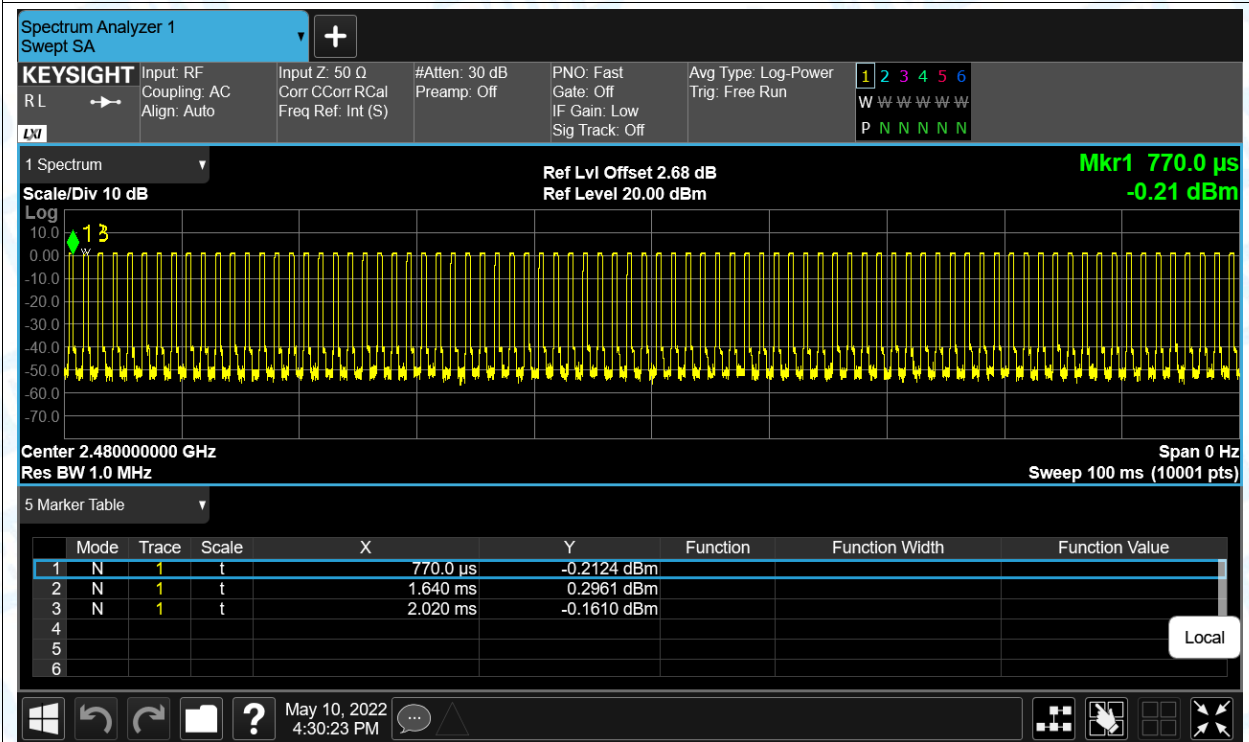 Spectrum Analyzer 1
Swept SA
+
KEYSIGHT Input: RF Input Z: 50 Ω #Atten: 30 dB PNO: Fast Avg Type: Log-Power 1 2 3 4 5 6
R L Coupling: AC Corr CCorr RCal Preamp: Off Gate: Off Trig: Free Run W W W W W W
Align: Auto Freq Ref: Int (S) IF Gain: Low
LXI Sig Track: Off P N N N N N
1 Spectrum Mkr1 770.0 µs
Ref Lvl Offset 2.68 dB
Scale/Div 10 dB Ref Level 20.00 dBm -0.21 dBm
Log
10.0
0.00
-10.0
-20.0
-30.0
-40.0
-50.0
-60.0
-70.0
1 3
Center 2.480000000 GHz Span 0 Hz
Res BW 1.0 MHz Sweep 100 ms (10001 pts)
5 Marker Table
Mode Trace Scale X Y Function Function Width Function Value
1 N 1 t 770.0 µs -0.2124 dBm
2 N 1 t 1.640 ms 0.2961 dBm
3 N 1 t 2.020 ms -0.1610 dBm
4
5
6
Local
? May 10, 2022
4:30:23 PM